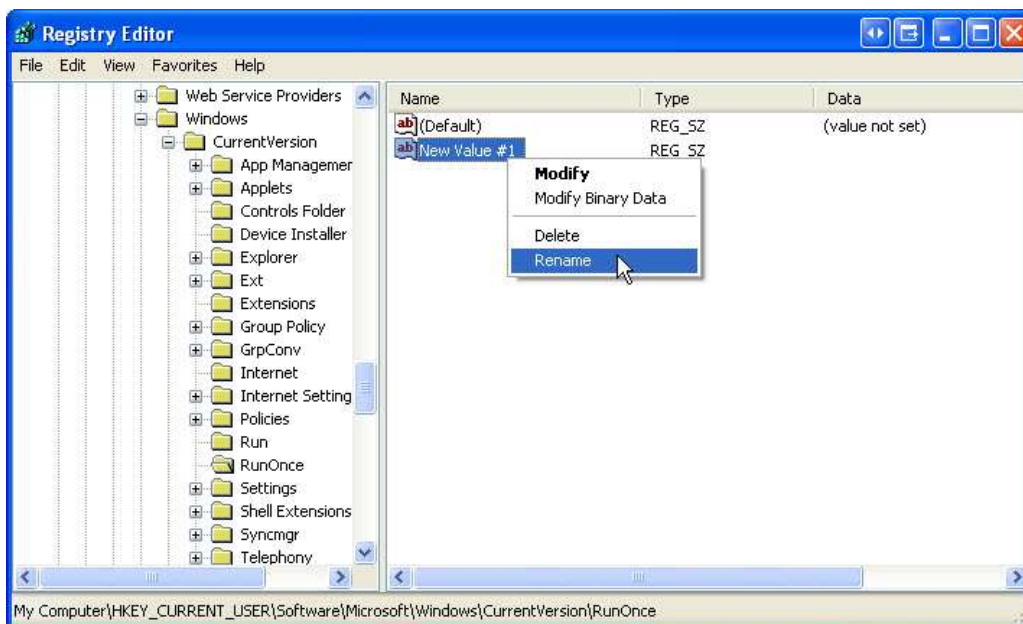 Registry Editor
File Edit View Favorites Help
Web Service Providers
Windows
CurrentVersion
App Managemer
Applets
Controls Folder
Device Installer
Explorer
Ext
Extensions
Group Policy
GrpConv
Internet
Internet Setting
Policies
Run
RunOnce
Settings
Shell Extensions
Syncmgr
Telephony
Name Type Data
ab (Default) REG_SZ (value not set)
ab New Value #1 REG_SZ
Modify
Modify Binary Data
Delete
Rename
My Computer\HKEY_CURRENT_USER\Software\Microsoft\Windows\CurrentVersion\RunOnce